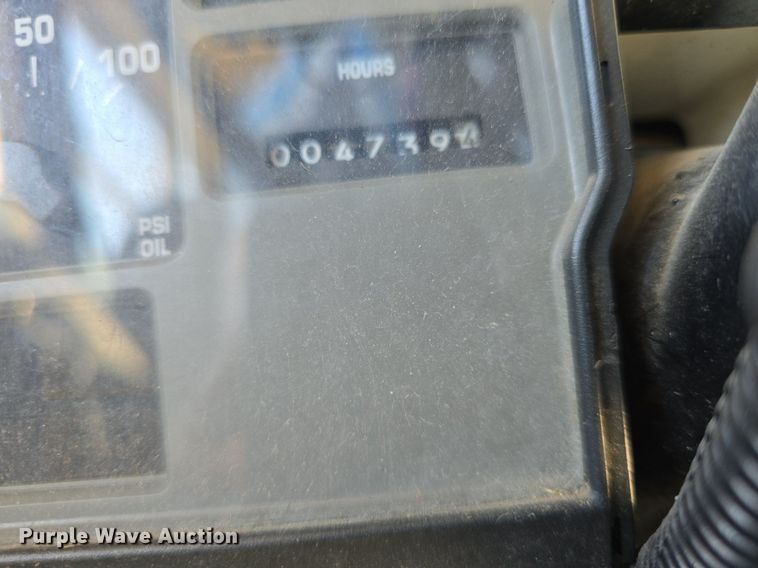 50
100
PSI
OIL
HOURS
004739
Purple Wave Auction